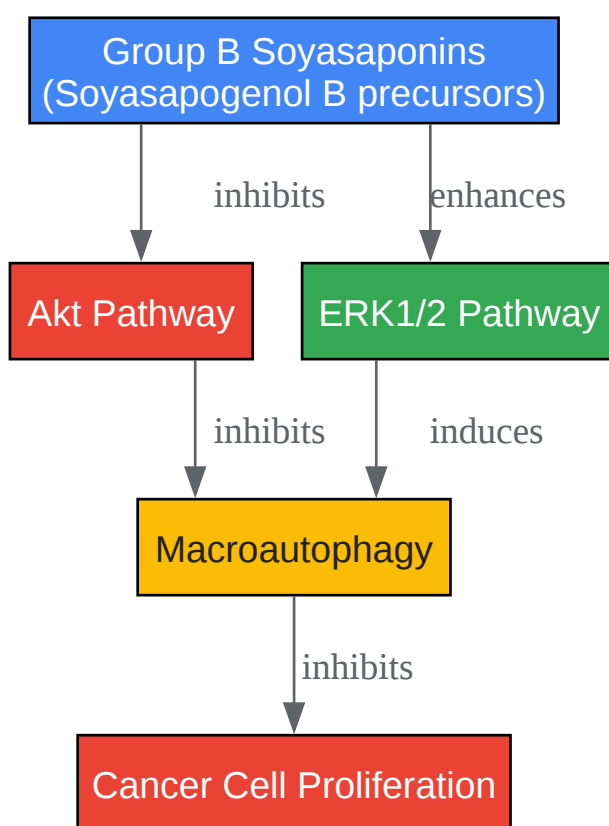 Group B Soyasaponins
(Soyasapogenol B precursors)
inhibits
enhances
Akt Pathway
ERK1/2 Pathway
inhibits
induces
Macroautophagy
inhibits
Cancer Cell Proliferation